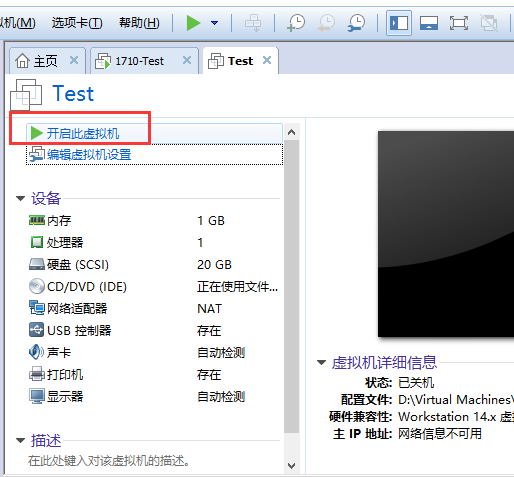 机(M) 选项卡(T) 帮助(H)
主页 1710-Test Test
Test
开启此虚拟机
编辑虚拟机设置
设备
内存 1 GB
处理器 1
硬盘 (SCSI) 20 GB
CD/DVD (IDE) 正在使用文件...
网络适配器 NAT
USB 控制器 存在
声卡 自动检测
打印机 存在
显示器 自动检测
描述
在此处键入对该虚拟机的描述。
虚拟机详细信息
状态: 已关机
配置文件: D:\Virtual Machines\
硬件兼容性: Workstation 14.x 虚
主 IP 地址: 网络信息不可用